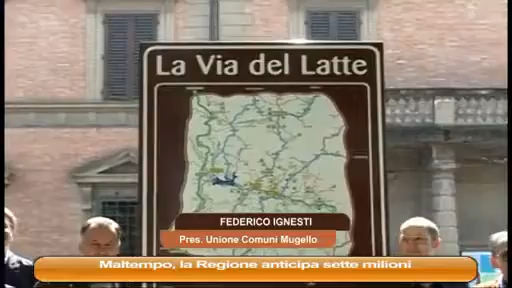 La Via del Latte
FEDERICO IGNESTI
Pres. Unione Comuni Mugello
Maltempo, la Regione anticipa sette milioni